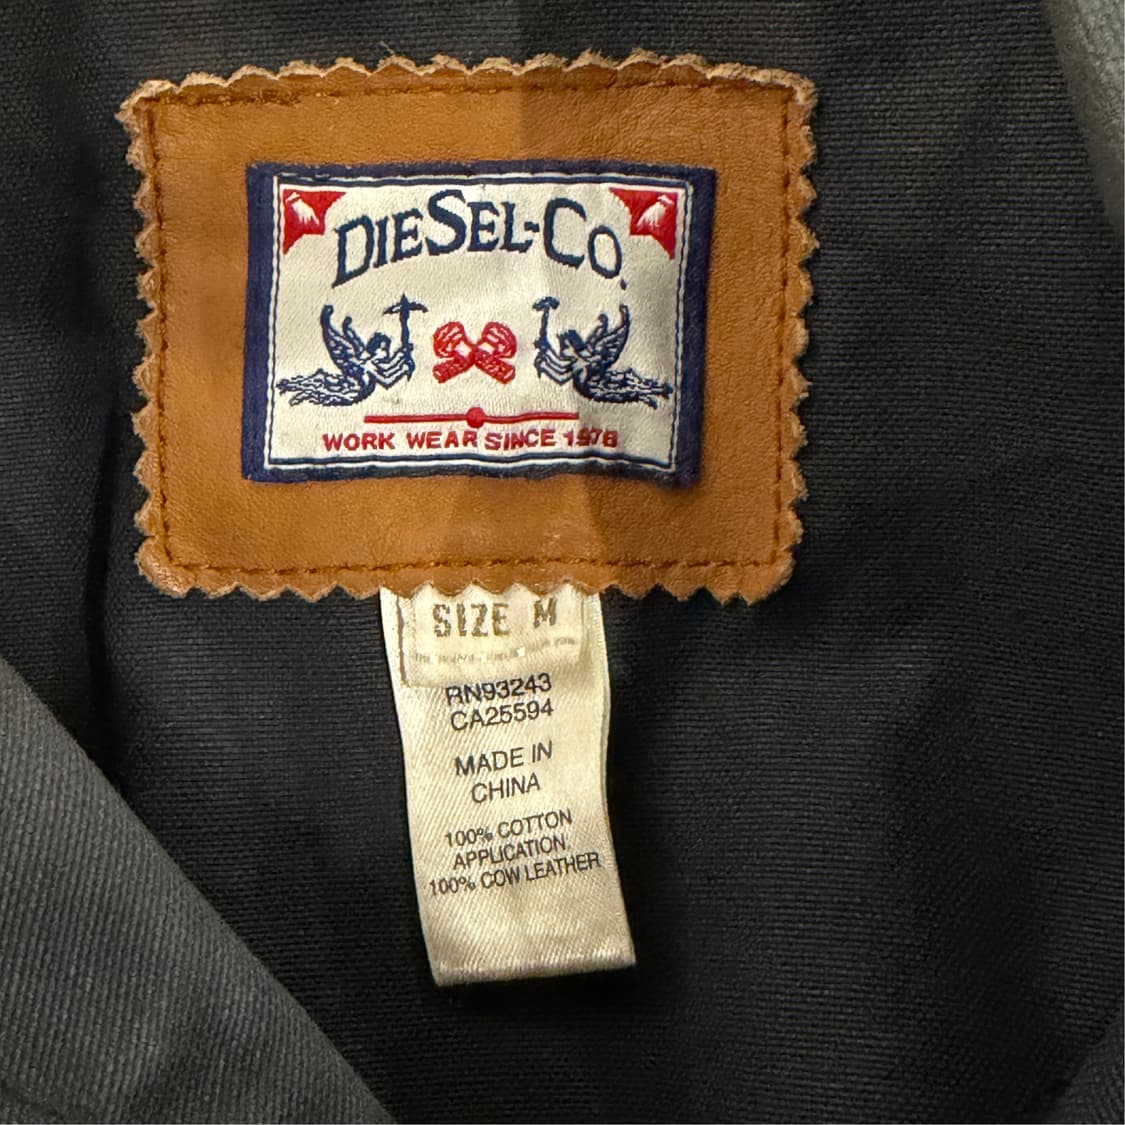 DIESEL-CO.
WORK WEAR SINCE 1978
SIZE M
RN93243
CA25594
MADE IN
CHINA
100% COTTON
APPLICATION
100% COW LEATHER